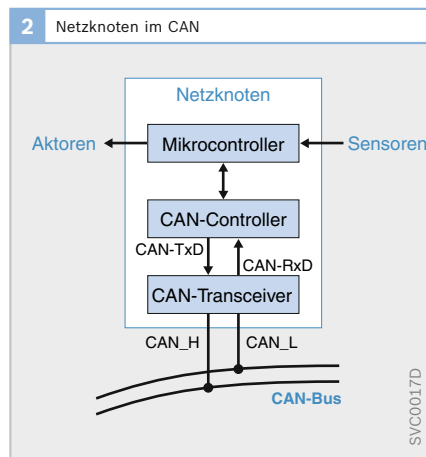 2 Netzknoten im CAN
Netzknoten
Aktoren Mikrocontroller Sensoren
CAN-Controller
CAN-TxD CAN-RxD
CAN-Transceiver
CAN_H CAN_L
CAN-Bus
SVC0017D